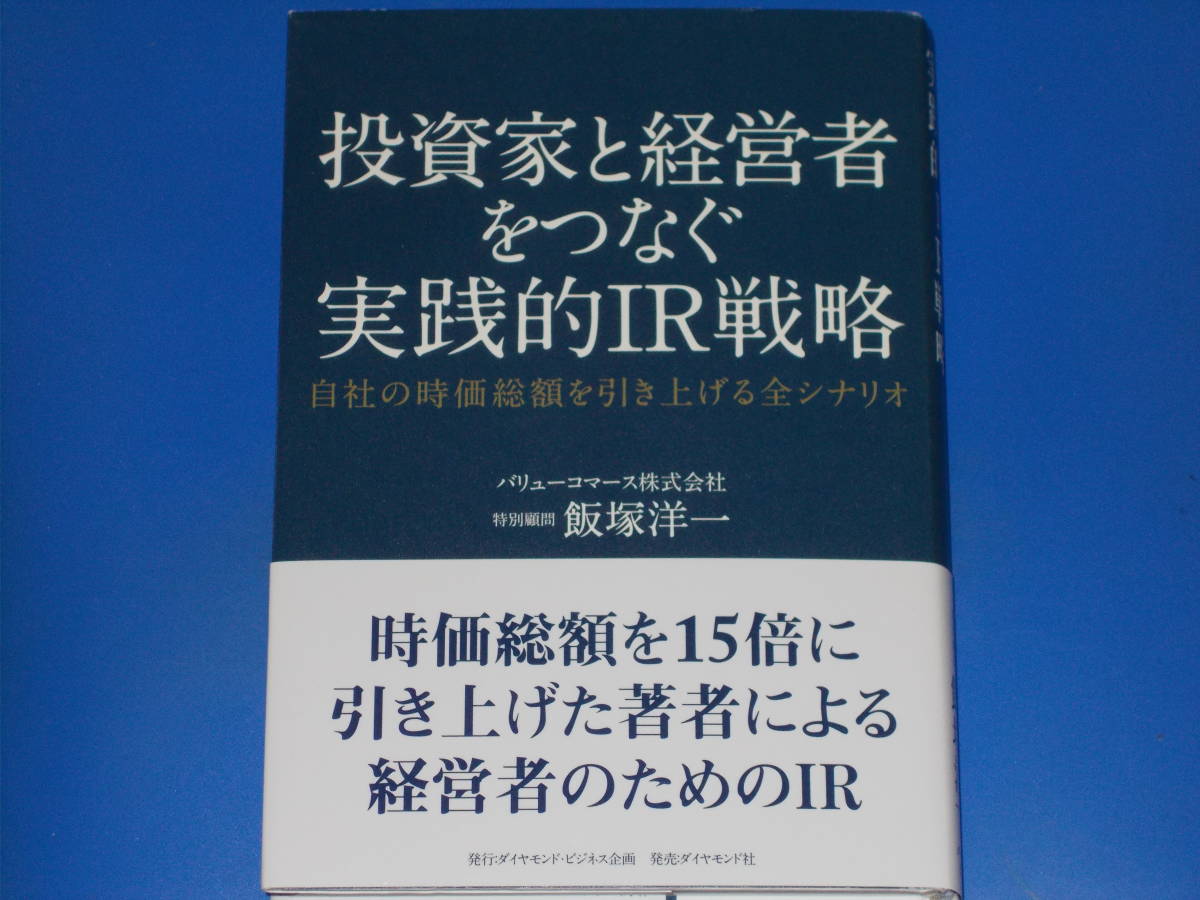 投資家と経営者
をつなぐ
実践的IR戦略
自社の時価総額を引き上げる全シナリオ
バリューコマース株式会社
特別顧問 飯塚洋一
時価総額を15倍に
引き上げた著者による
経営者のためのIR
発行:ダイヤモンド・ビジネス企画 発売:ダイヤモンド社